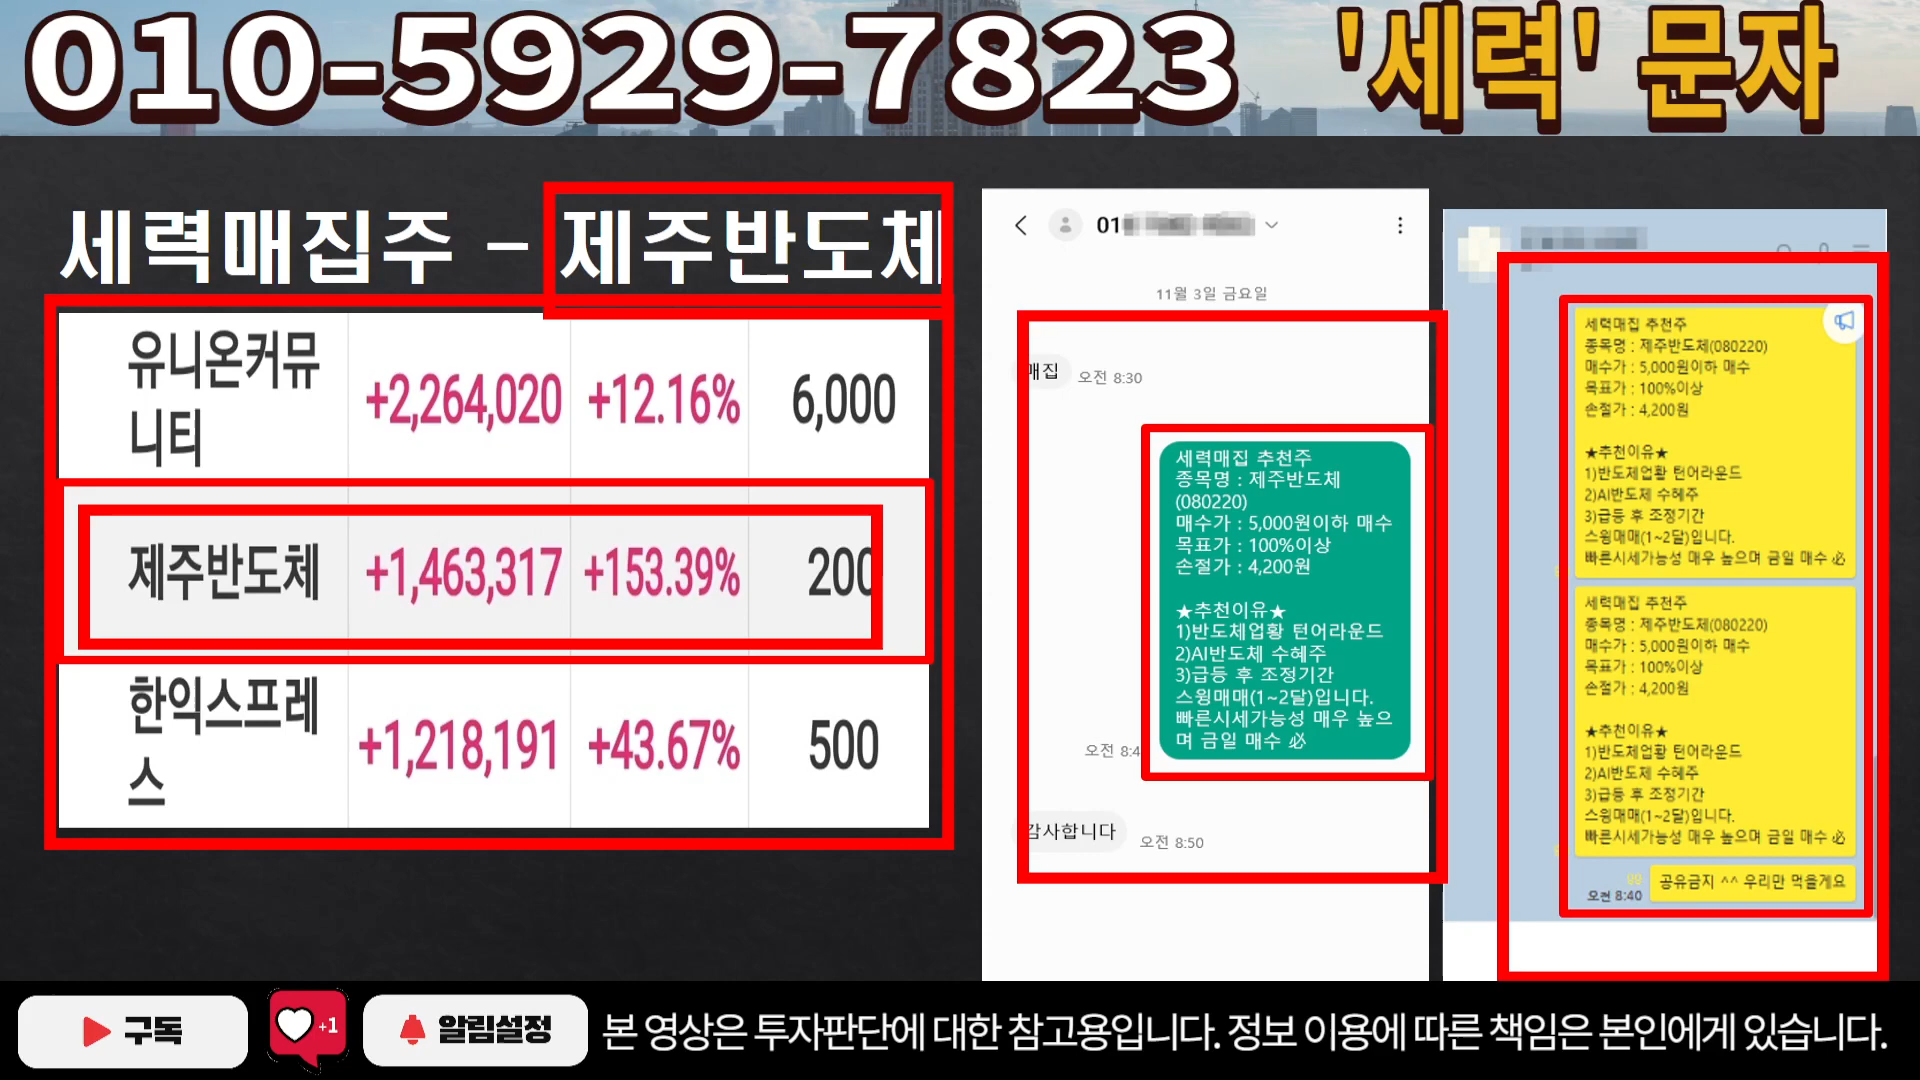 010-5929-7823 '세력' 문자
세력매집주 - 제주반도체
유니온커뮤
니티
+2,264,020 +12.16% 6,000
제주반도체 +1,463,317 +153.39% 200
한익스프레
스
+1,218,191 +43.67% 500
01
11월 3일 금요일
매집 오전 8:30
세력매집 추천주
종목명 : 제주반도체
(080220)
매수가 : 5,000원이하 매수
목표가 : 100%이상
손절가 : 4,200원
★추천이유★
1)반도체업황 턴어라운드
2)AI반도체 수혜주
3)급등 후 조정기간
스윙매매(1~2달)입니다.
빠른시세가능성 매우 높으
며 금일 매수 必
오전 8:4
감사합니다 오전 8:50
세력매집 추천주
종목명 : 제주반도체(080220)
매수가 : 5,000원이하 매수
목표가 : 100%이상
손절가 : 4,200원
★추천이유★
1)반도체업황 턴어라운드
2)AI반도체 수혜주
3)급등 후 조정기간
스윙매매(1~2달)입니다.
빠른시세가능성 매우 높으며 금일 매수 必
세력매집 추천주
종목명 : 제주반도체(080220)
매수가 : 5,000원이하 매수
목표가 : 100%이상
손절가 : 4,200원
★추천이유★
1)반도체업황 턴어라운드
2)AI반도체 수혜주
3)급등 후 조정기간
스윙매매(1~2달)입니다.
빠른시세가능성 매우 높으며 금일 매수 必
오전 8:40 공유금지 ^^ 우리만 먹을게요
구독 +1 알림설정 본 영상은 투자판단에 대한 참고용입니다. 정보 이용에 따른 책임은 본인에게 있습니다.